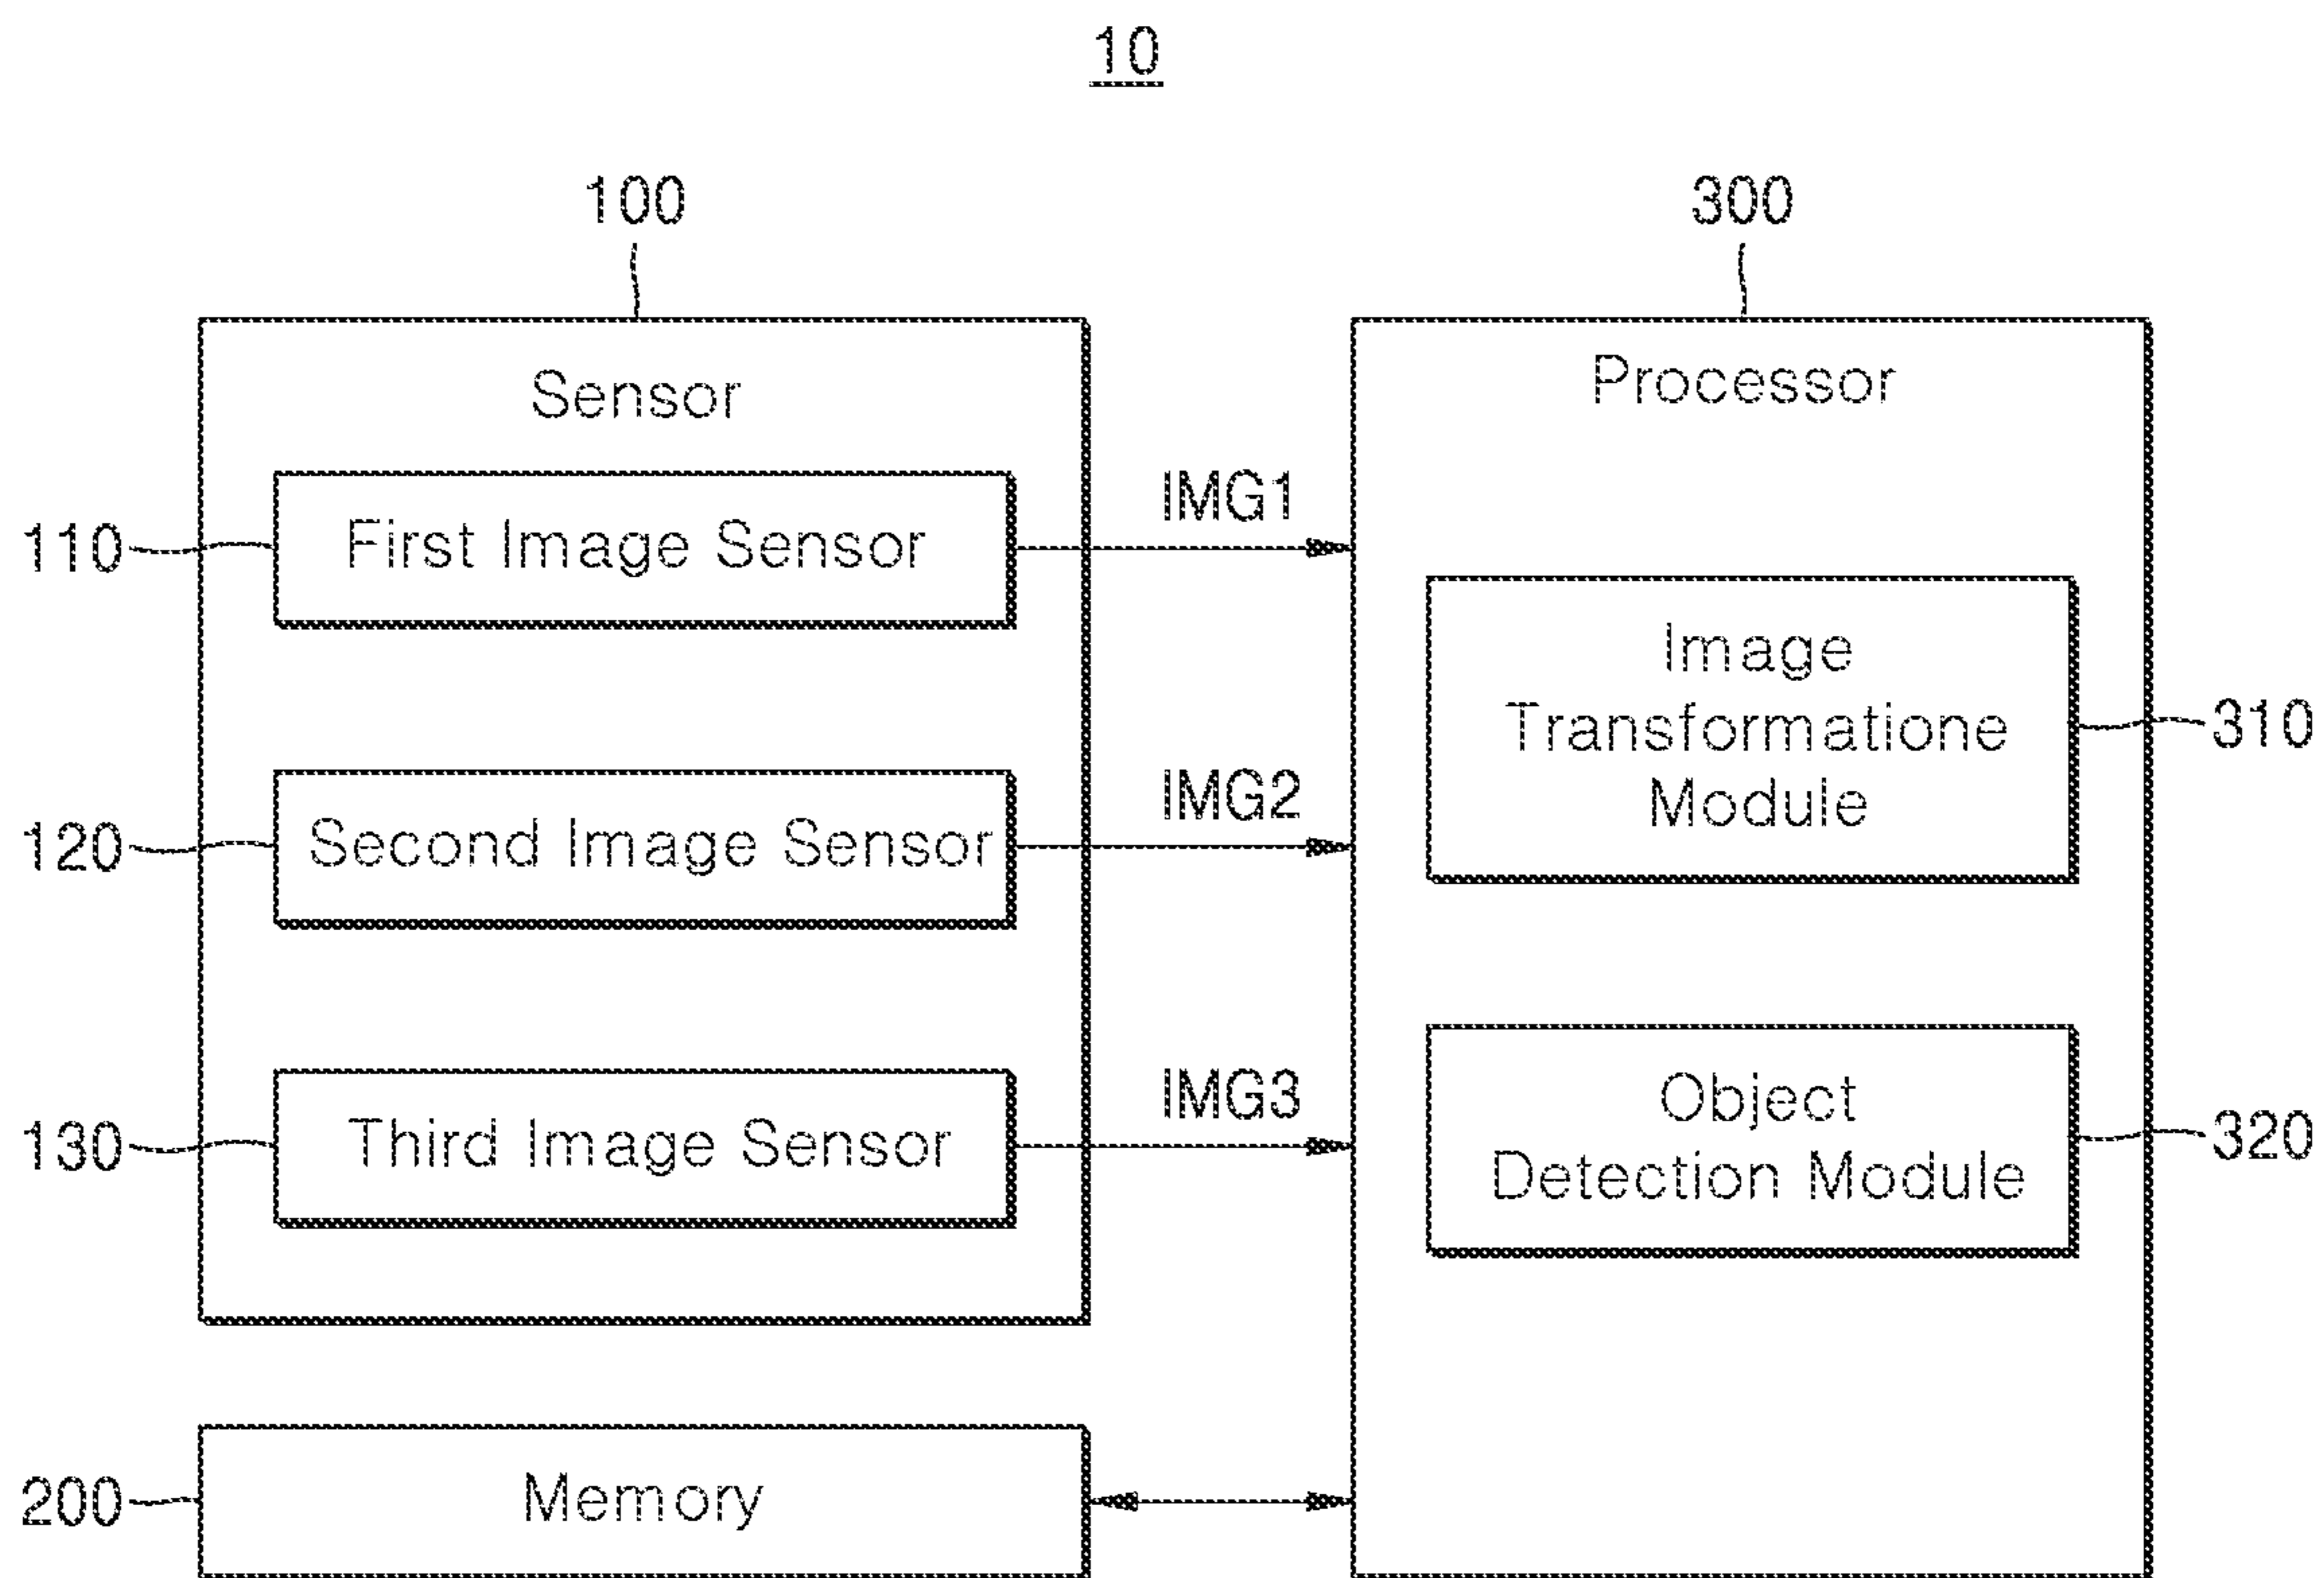 10
100
300
Sensor
Processor
110
First Image Sensor
IMG1
Image
Transformatione
Module
310
120
Second Image Sensor
IMG2
130
Third Image Sensor
IMG3
Object
Detection Module
320
200
Memory